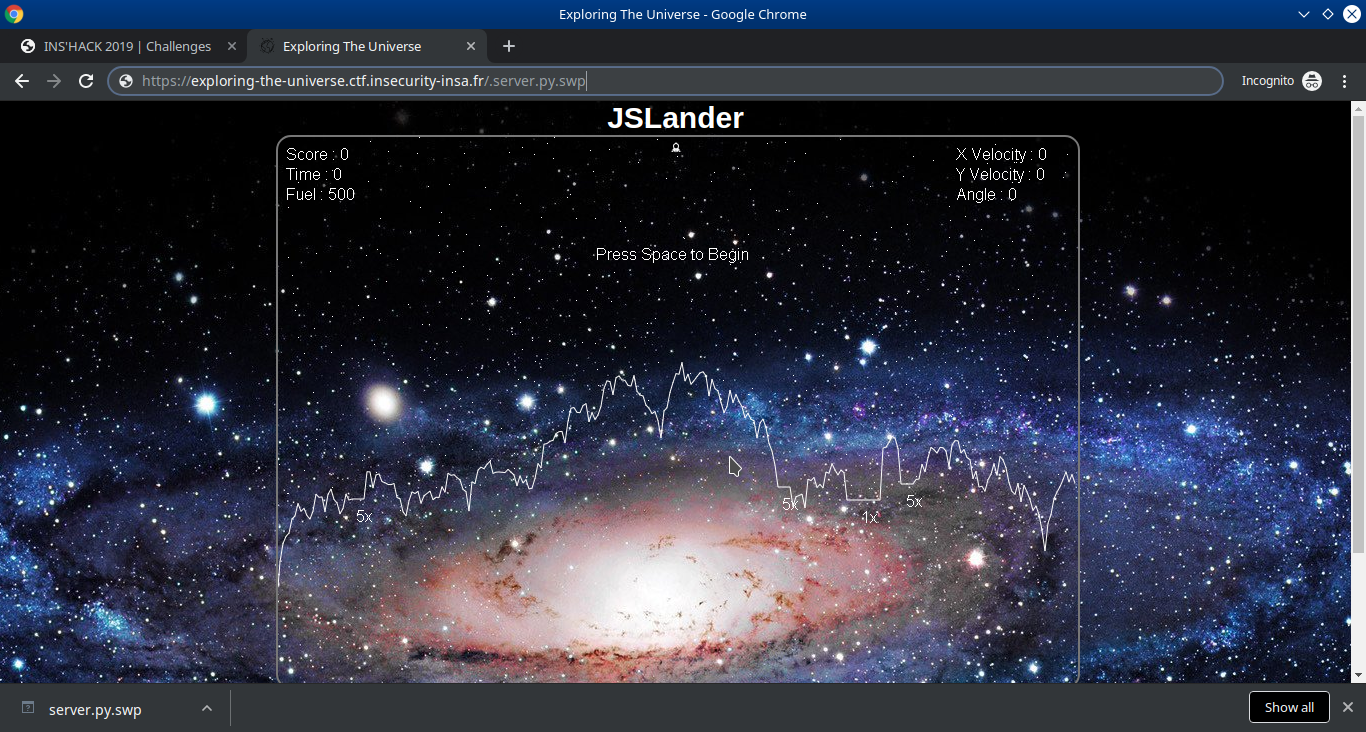 Exploring The Universe - Google Chrome
INS'HACK 2019 | Challenges
Exploring The Universe
https://exploring-the-universe.ctf.insecurity-insa.fr/.server.py.swp
Incognito
JSLander
Score : 0
Time : 0
Fuel : 500
X Velocity : 0
Y Velocity : 0
Angle : 0
Press Space to Begin
5x
5x
1x
5x
server.py.swp
Show all